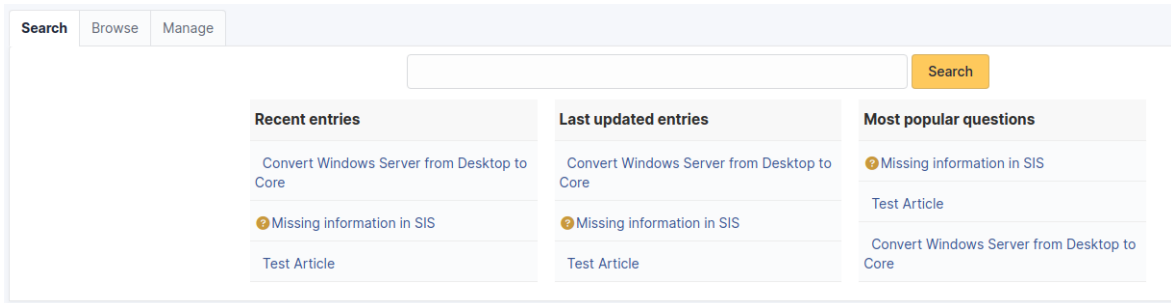 Search Browse Manage
Search
Recent entries
Convert Windows Server from Desktop to
Core
Missing information in SIS
Test Article
Last updated entries
Convert Windows Server from Desktop to
Core
Missing information in SIS
Test Article
Most popular questions
Missing information in SIS
Test Article
Convert Windows Server from Desktop to
Core